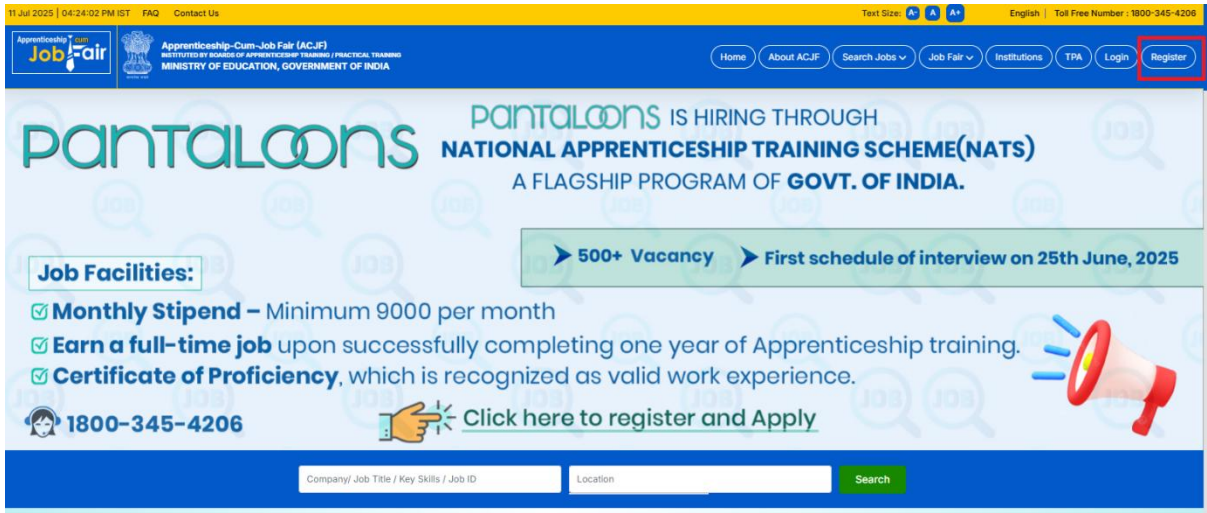 11 Jul 2025 | 04:24:02 PM IST FAQ Contact Us Text Size: A- A A+ English | Toll Free Number : 1800-345-4206
Apprenticeship cum
Job Fair
Apprenticeship-Cum-Job Fair (ACJF)
INSTITUTED BY BOARDS OF APPRENTICESHIP TRAINING / PRACTICAL TRAINING
MINISTRY OF EDUCATION, GOVERNMENT OF INDIA
Home About ACJF Search Jobs Job Fair Institutions TPA Login Register
PANTALOONS
PANTALOONS IS HIRING THROUGH
NATIONAL APPRENTICESHIP TRAINING SCHEME(NATS)
A FLAGSHIP PROGRAM OF GOVT. OF INDIA.
500+ Vacancy First schedule of interview on 25th June, 2025
Job Facilities:
Monthly Stipend – Minimum 9000 per month
Earn a full-time job upon successfully completing one year of Apprenticeship training.
Certificate of Proficiency, which is recognized as valid work experience.
1800-345-4206 Click here to register and Apply
Company/ Job Title / Key Skills / Job ID Location Search